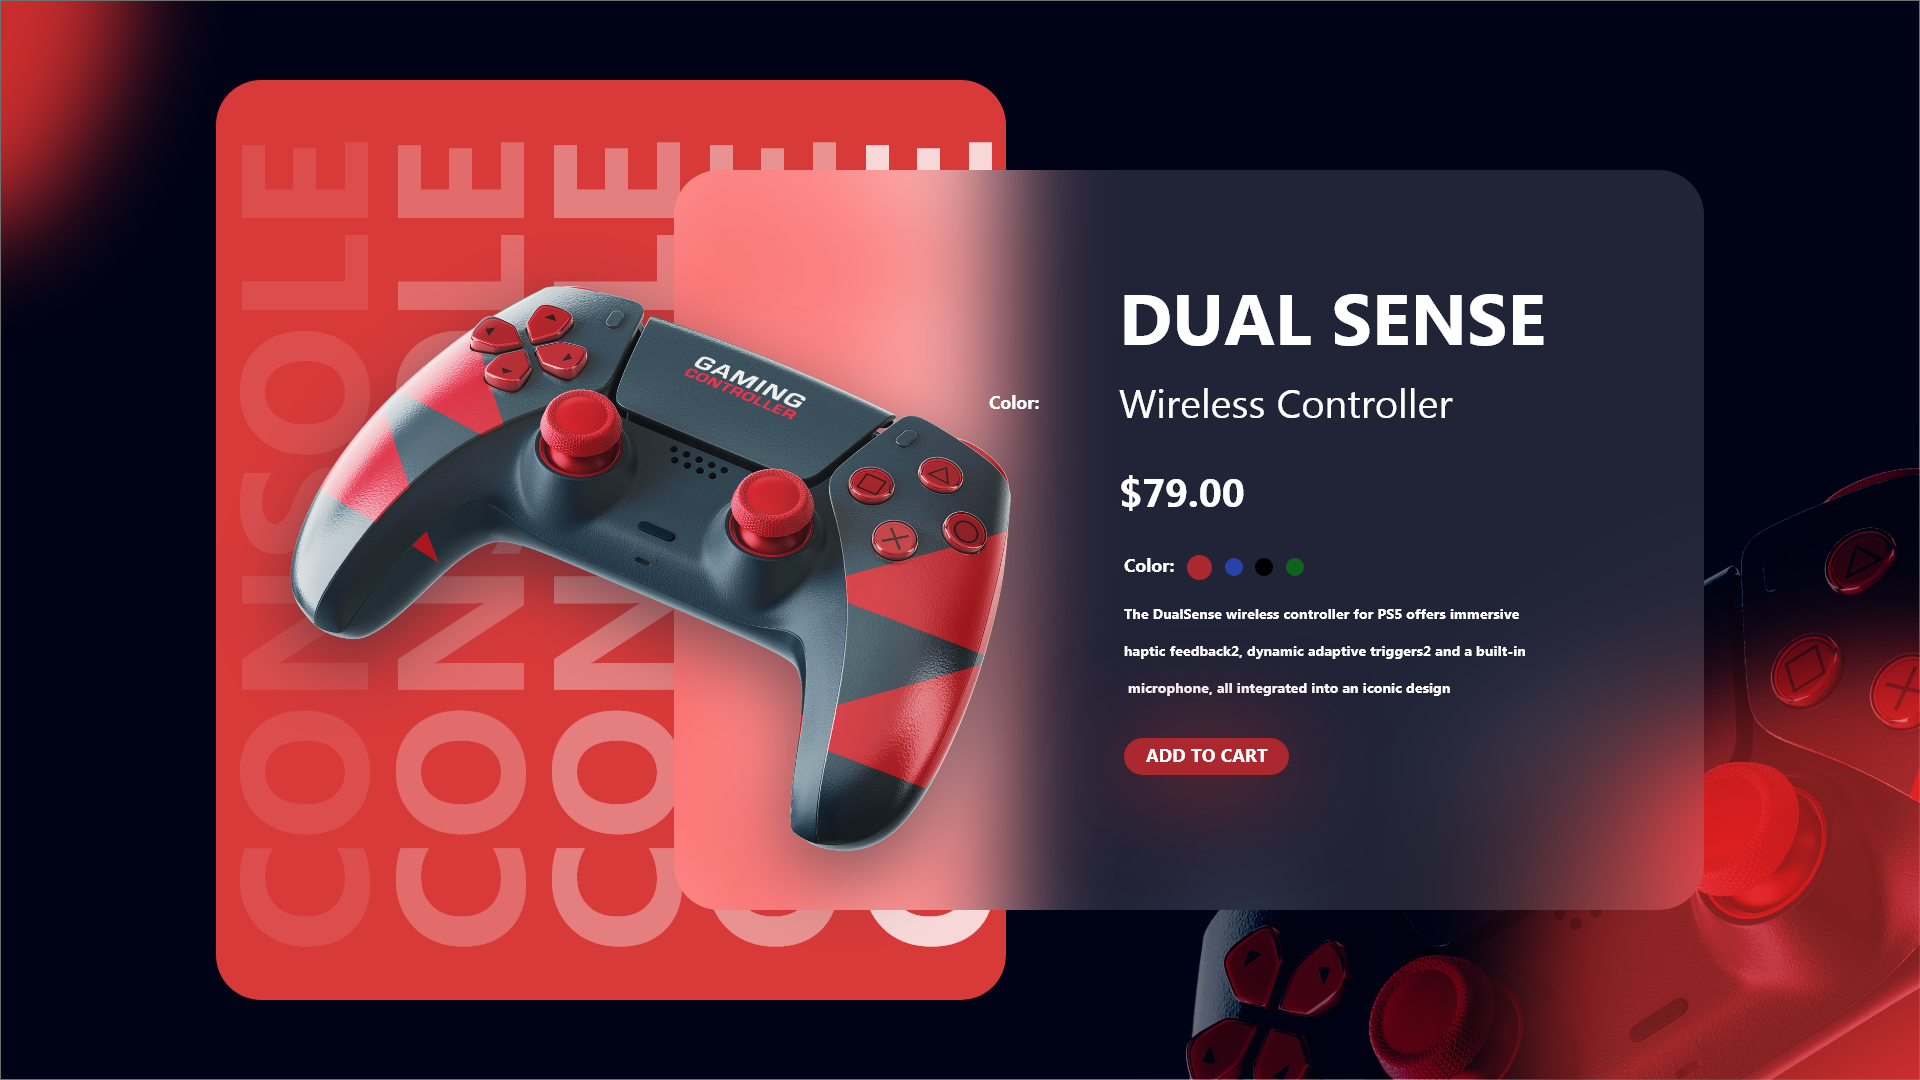 CONSOLE
CONSOLE
CONSOLE
GAMING
CONTROLLER
Color:
DUAL SENSE
Wireless Controller
$79.00
Color:
The DualSense wireless controller for PS5 offers immersive
haptic feedback2, dynamic adaptive triggers2 and a built-in
microphone, all integrated into an iconic design
ADD TO CART